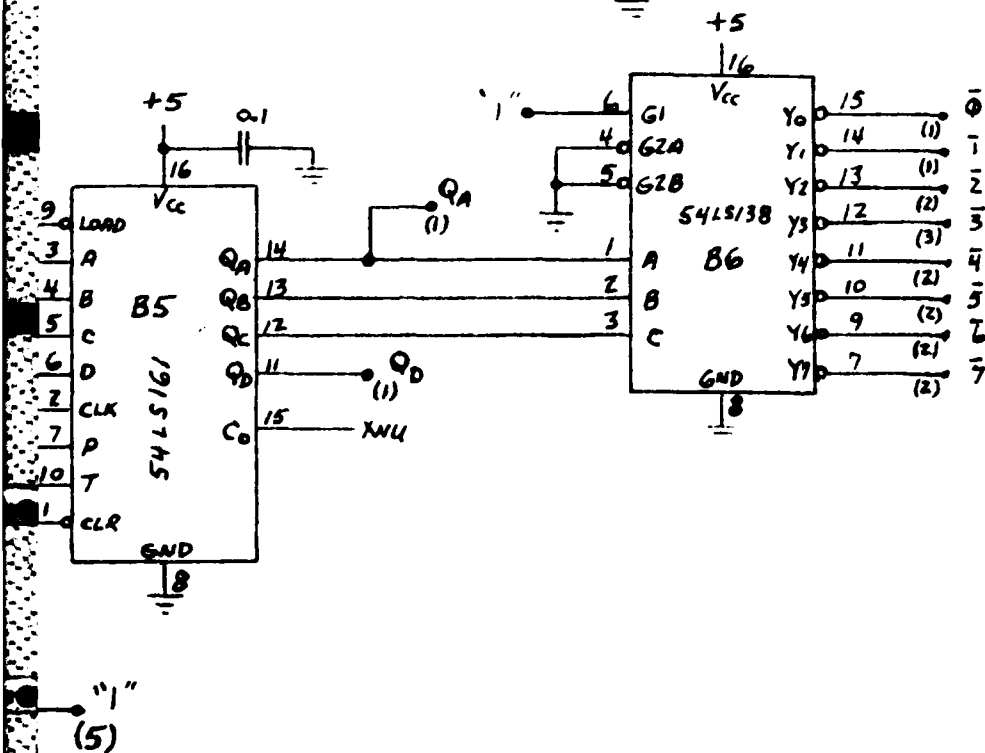 +5
16
Vcc
"1"
6
G1
4
G2A
5
G2B
54LS138
B6
1
A
2
B
3
C
GND
8
Y0
15
(1)
0̅
Y1
14
(1)
1̅
Y2
13
(2)
2̅
Y3
12
(3)
3̅
Y4
11
(2)
4̅
Y5
10
(2)
5̅
Y6
9
(2)
6̅
Y7
7
(2)
7̅
+5
0.1
16
Vcc
9
LOAD
3
A
4
B
5
C
6
D
2
CLK
7
P
10
T
1
CLR
B5
54LS161
GND
8
QA
14
QA
(1)
QB
13
QC
12
QD
11
QD
(1)
CO
15
"1"
(5)